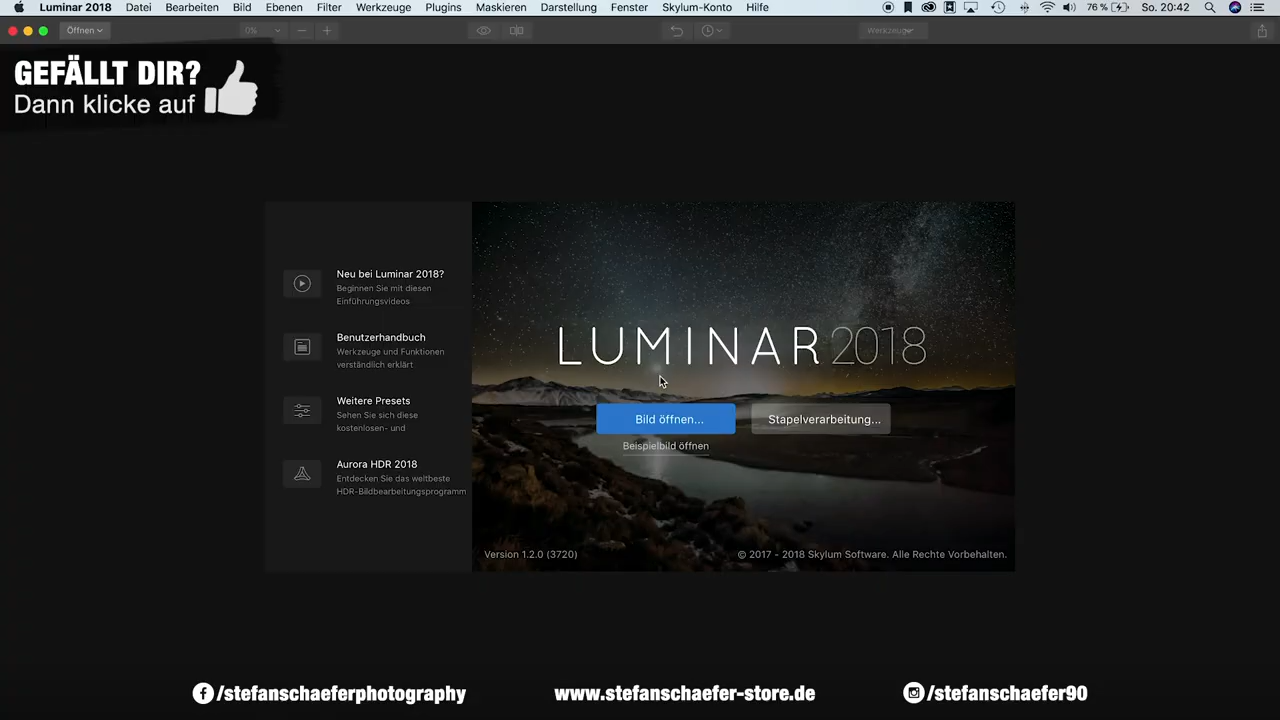 Luminar 2018 Datei Bearbeiten Bild Ebenen Filter Werkzeuge Plugins Maskieren Darstellung Fenster Skylum-Konto Hilfe 76 % So. 20:42
Öffnen 0% Werkzeuge
GEFÄLLT DIR?
Dann klicke auf
Neu bei Luminar 2018?
Beginnen Sie mit diesen
Einführungsvideos
Benutzerhandbuch
Werkzeuge und Funktionen
verständlich erklärt
Weitere Presets
Sehen Sie sich diese
kostenlosen- und
Aurora HDR 2018
Entdecken Sie das weltbeste
HDR-Bildbearbeitungsprogramm
LUMINAR 2018
Bild öffnen... Stapelverarbeitung...
Beispielbild öffnen
Version 1.2.0 (3720) © 2017 - 2018 Skylum Software. Alle Rechte Vorbehalten.
/stefanschaeferphotography www.stefanschaefer-store.de /stefanschaefer90